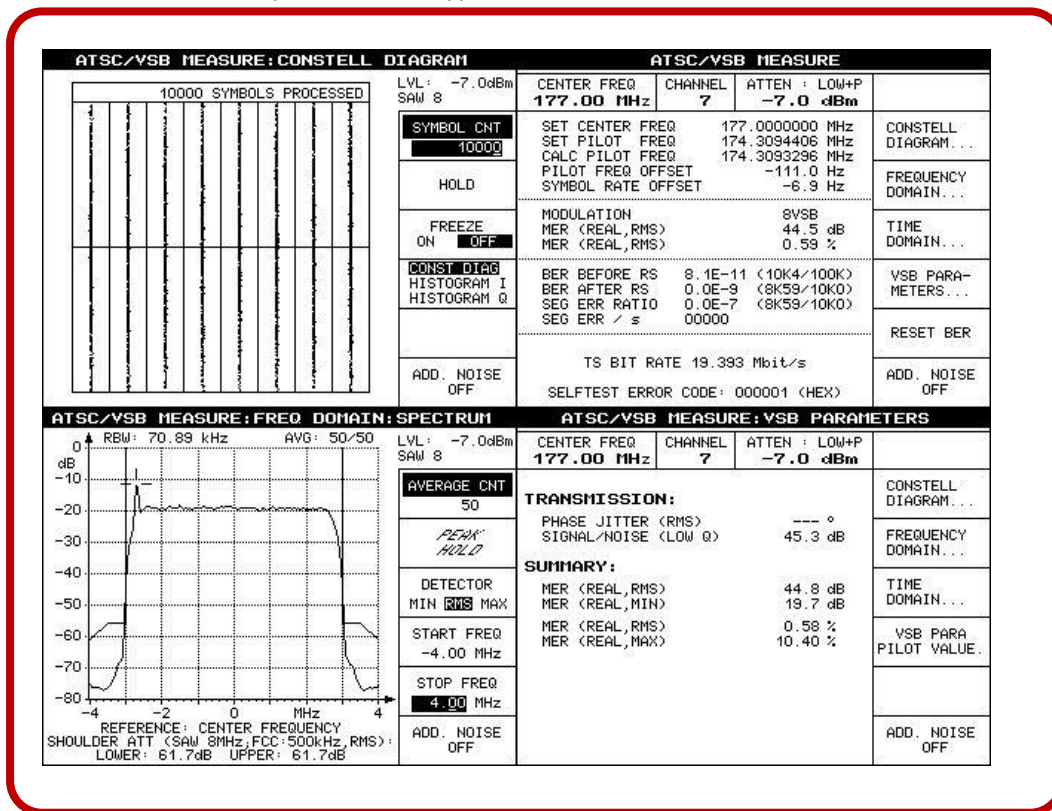 ATSC/VSB MEASURE:CONSTELL DIAGRAM
10000 SYMBOLS PROCESSED
LVL: -7.0dBm
SAW 8
SYMBOL CNT
10000
HOLD
FREEZE
ON OFF
CONST DIAG
HISTOGRAM I
HISTOGRAM Q
ADD. NOISE
OFF
ATSC/VSB MEASURE
CENTER FREQ CHANNEL ATTEN : LOW+P
177.00 MHz 7 -7.0 dBm
SET CENTER FREQ 177.0000000 MHz
SET PILOT FREQ 174.3094406 MHz
CALC PILOT FREQ 174.3093296 MHz
PILOT FREQ OFFSET -111.0 Hz
SYMBOL RATE OFFSET -6.9 Hz
MODULATION 8VSB
MER (REAL,RMS) 44.5 dB
MER (REAL,RMS) 0.59 %
BER BEFORE RS 8.1E-11 (10K4/100K)
BER AFTER RS 0.0E-9 (8K59/10K0)
SEG ERR RATIO 0.0E-7 (8K59/10K0)
SEG ERR / s 00000
TS BIT RATE 19.393 Mbit/s
SELFTEST ERROR CODE: 000001 (HEX)
CONSTELL
DIAGRAM...
FREQUENCY
DOMAIN...
TIME
DOMAIN...
VSB PARA-
METERS...
RESET BER
ADD. NOISE
OFF
ATSC/VSB MEASURE:FREQ DOMAIN:SPECTRUM
RBW: 70.89 kHz AVG: 50/50
0
dB
-10
-20
-30
-40
-50
-60
-70
-80
-4 -2 0 MHz 4
REFERENCE: CENTER FREQUENCY
SHOULDER ATT (SAW 8MHz;FCC:500kHz,RMS):
LOWER: 61.7dB UPPER: 61.7dB
LVL: -7.0dBm
SAW 8
AVERAGE CNT
50
PEAK
HOLD
DETECTOR
MIN RMS MAX
START FREQ
-4.00 MHz
STOP FREQ
4.00 MHz
ADD. NOISE
OFF
ATSC/VSB MEASURE:VSB PARAMETERS
CENTER FREQ CHANNEL ATTEN : LOW+P
177.00 MHz 7 -7.0 dBm
TRANSMISSION:
PHASE JITTER (RMS) --- °
SIGNAL/NOISE (LOW Q) 45.3 dB
SUMMARY:
MER (REAL,RMS) 44.8 dB
MER (REAL,MIN) 19.7 dB
MER (REAL,RMS) 0.58 %
MER (REAL,MAX) 10.40 %
CONSTELL
DIAGRAM...
FREQUENCY
DOMAIN...
TIME
DOMAIN...
VSB PARA
PILOT VALUE.
ADD. NOISE
OFF